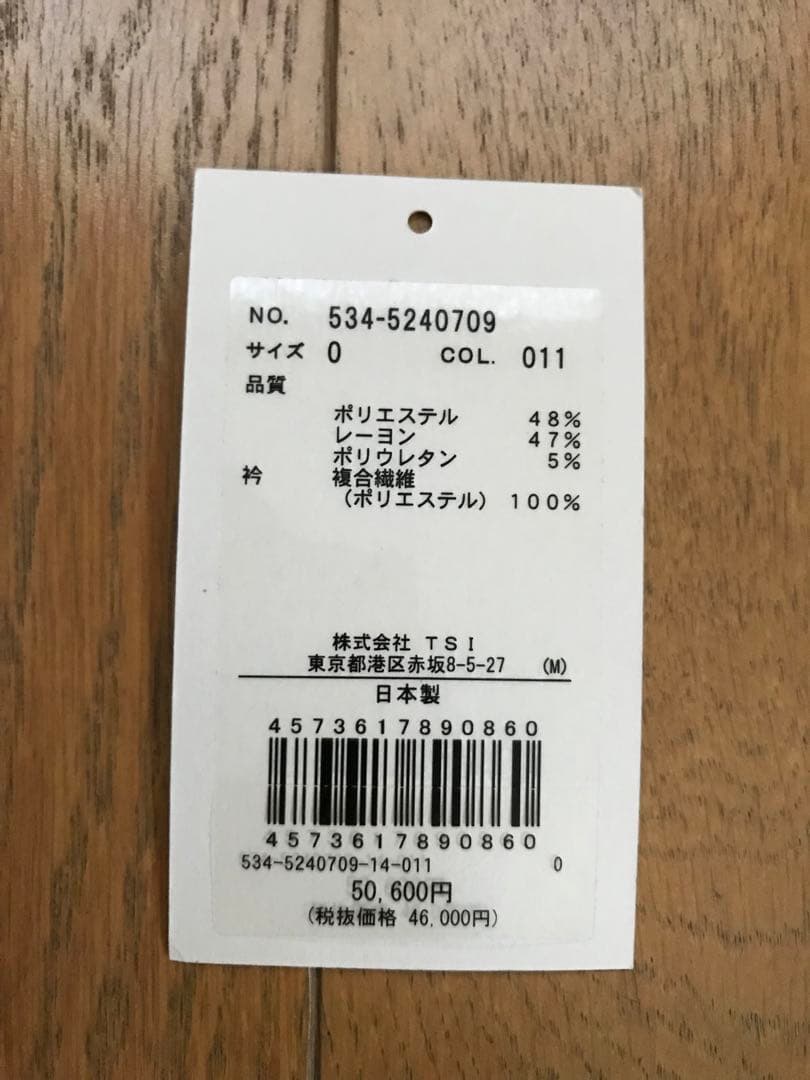 NO. 534-5240709
サイズ 0 COL. 011
品質
ポリエステル 48%
レーヨン 47%
ポリウレタン 5%
衿 複合繊維
(ポリエステル) 100%
株式会社 TSI
東京都港区赤坂8-5-27 (M)
日本製
4573617890860
4573617890860
534-5240709-14-011 0
50,600円
(税抜価格 46,000円)